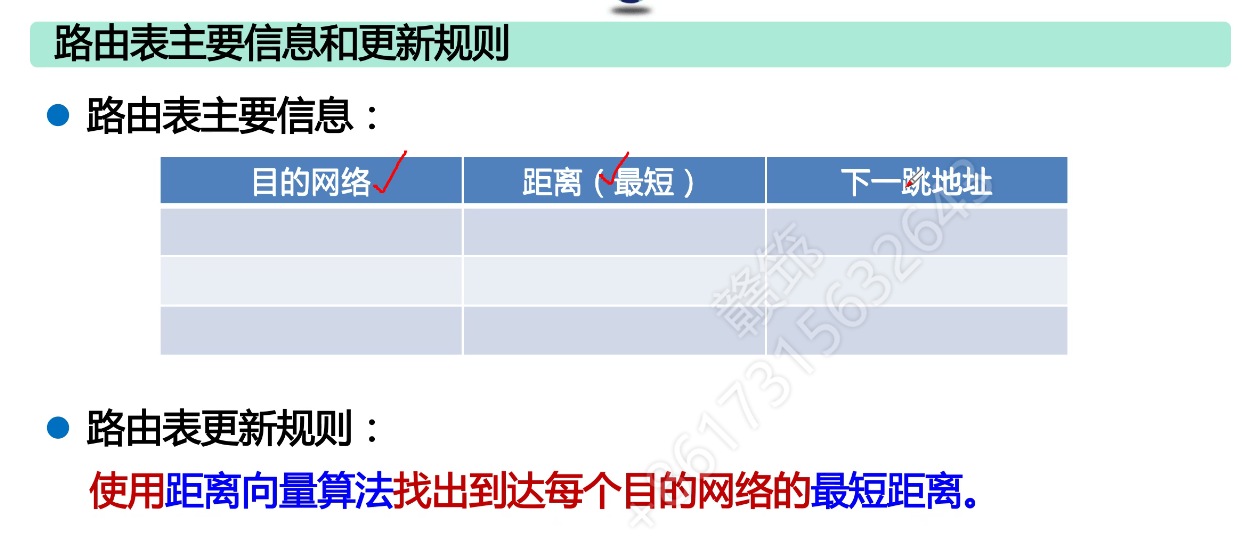 路由表主要信息和更新规则
路由表主要信息：
目的网络 距离（最短） 下一跳地址
路由表更新规则：
使用距离向量算法找出到达每个目的网络的最短距离。